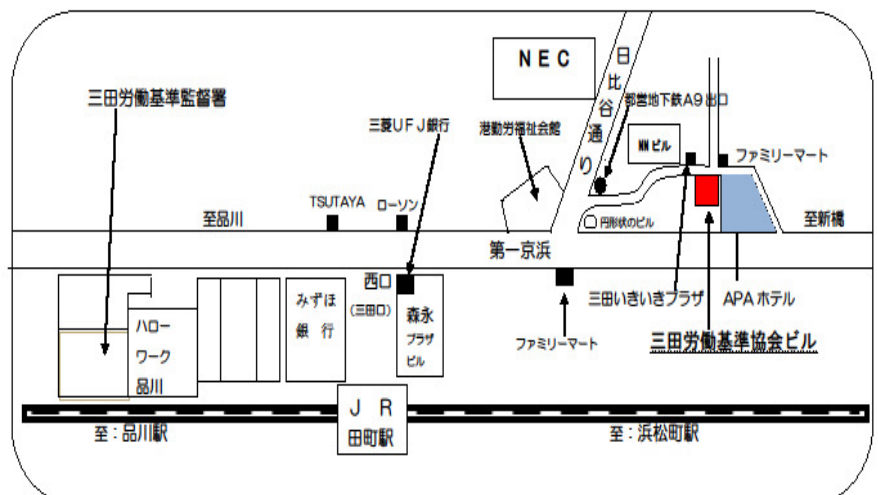 NEC
日比谷通り
三田労働基準監督署
都営地下鉄A9出口
三菱UFJ銀行
港勤労福祉会館
NNビル
ファミリーマート
TSUTAYA
ローソン
至品川
円形状のビル
至新橋
第一京浜
西口
(三田口)
みずほ
銀行
森永
プラザ
ビル
三田いきいきプラザ
APAホテル
ハロー
ワーク
品川
ファミリーマート
三田労働基準協会ビル
JR
田町駅
至:品川駅
至:浜松町駅